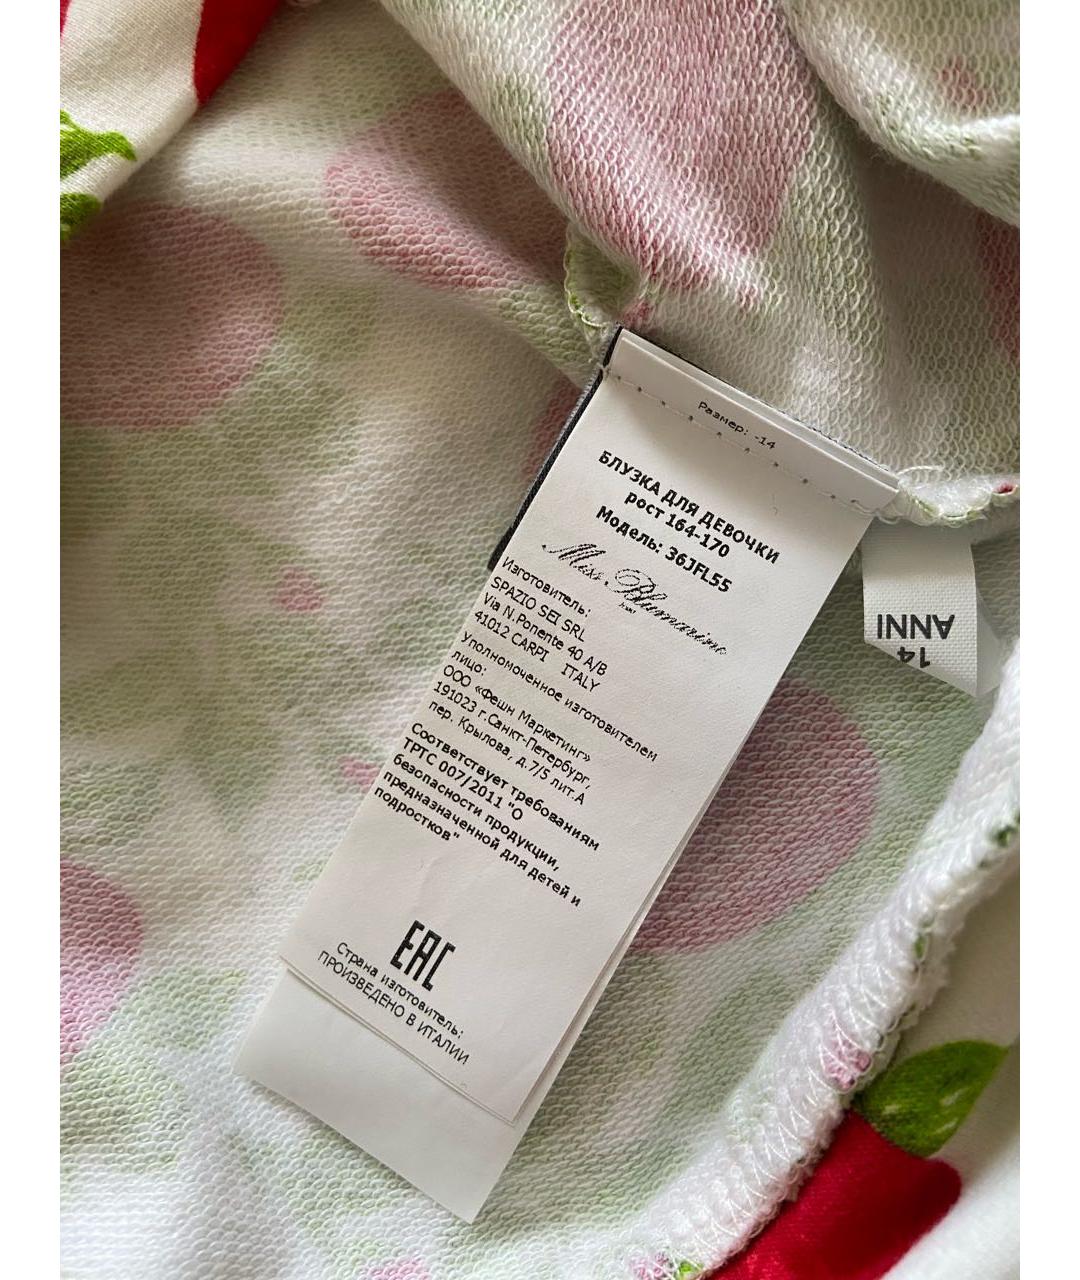 Размер: -14
БЛУЗКА ДЛЯ ДЕВОЧКИ
рост 164-170
Модель: 36JFL55
Miss Blumarine
Изготовитель:
SPAZIO SEI SRL
Via N.Ponente 40 A/B
41012 CARPI ITALY
Уполномоченное изготовителем
лицо:
ООО «Фешн Маркетинг»
191023 г.Санкт-Петербург,
пер. Крылова, д.7/5 лит.А
Соответствует требованиям
ТРТС 007/2011 "О
безопасности продукции,
предназначенной для детей и
подростков"
EAC
Страна изготовитель:
ПРОИЗВЕДЕНО В ИТАЛИИ
14
ANNI